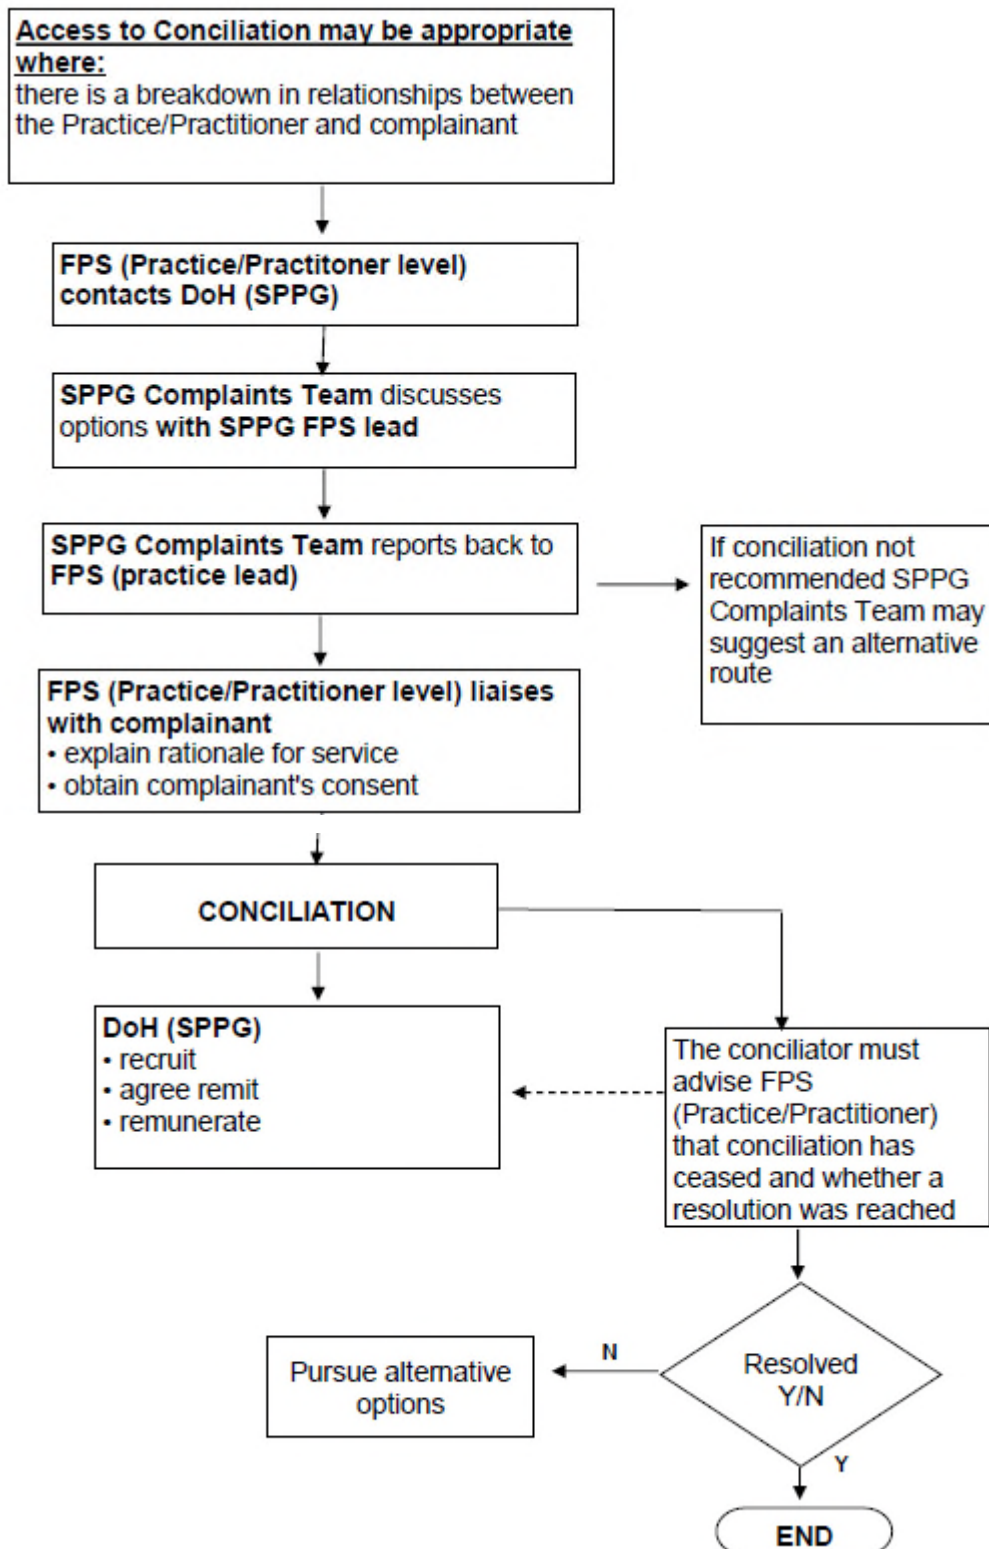 Access to Conciliation may be appropriate
where:
there is a breakdown in relationships between
the Practice/Practitioner and complainant
FPS (Practice/Practitoner level)
contacts DoH (SPPG)
SPPG Complaints Team discusses
options with SPPG FPS lead
SPPG Complaints Team reports back to
FPS (practice lead)
If conciliation not
recommended SPPG
Complaints Team may
suggest an alternative
route
FPS (Practice/Practitioner level) liaises
with complainant
• explain rationale for service
• obtain complainant's consent
CONCILIATION
DoH (SPPG)
• recruit
• agree remit
• remunerate
The conciliator must
advise FPS
(Practice/Practitioner)
that conciliation has
ceased and whether a
resolution was reached
Resolved
Y/N
N
Pursue alternative
options
Y
END